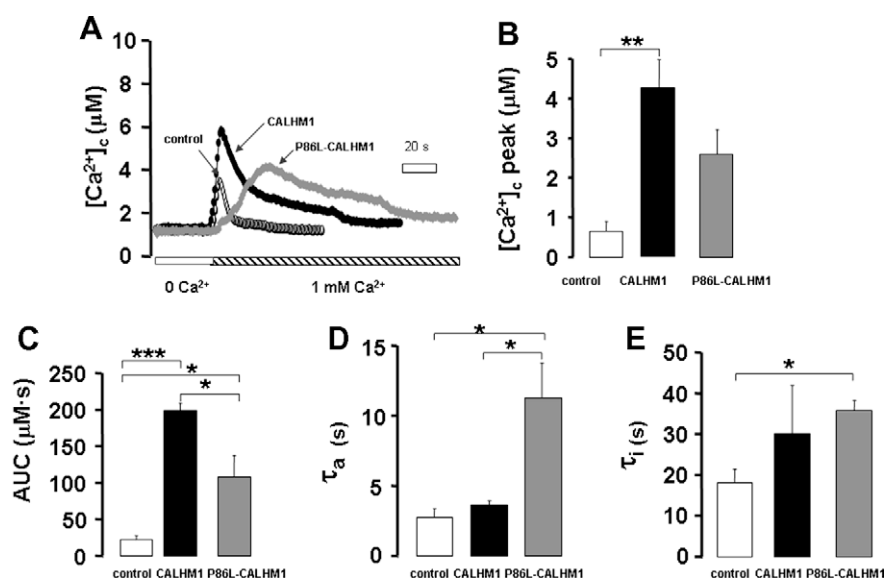 A
[Ca²⁺]c (µM)
10
8
6
4
2
0
control
CALHM1
P86L-CALHM1
20 s
0 Ca²⁺
1 mM Ca²⁺
B
[Ca²⁺]c peak (µM)
5
4
3
2
1
0
**
control
CALHM1
P86L-CALHM1
C
AUC (µM·s)
250
200
150
100
50
0
***
*
*
control
CALHM1
P86L-CALHM1
D
τa (s)
15
10
5
0
*
*
control
CALHM1
P86L-CALHM1
E
τi (s)
50
40
30
20
10
0
*
control
CALHM1
P86L-CALHM1